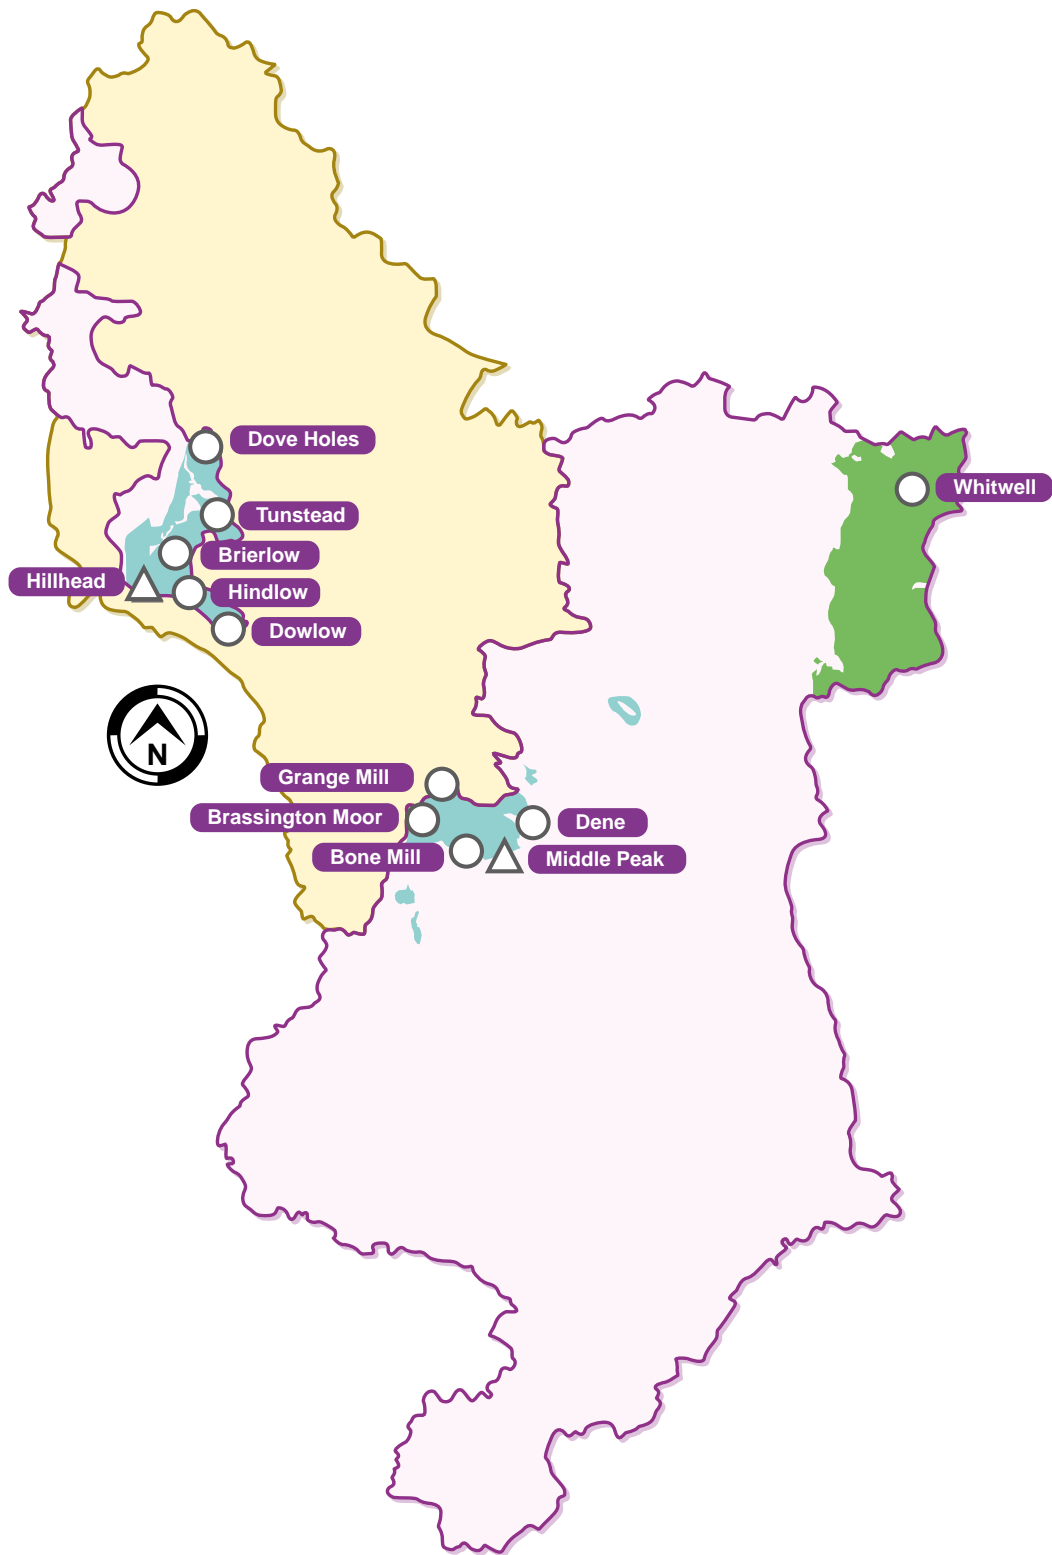 Dove Holes
Whitwell
Tunstead
Brierlow
Hillhead
Hindlow
Dowlow
N
Grange Mill
Brassington Moor
Dene
Bone Mill
Middle Peak